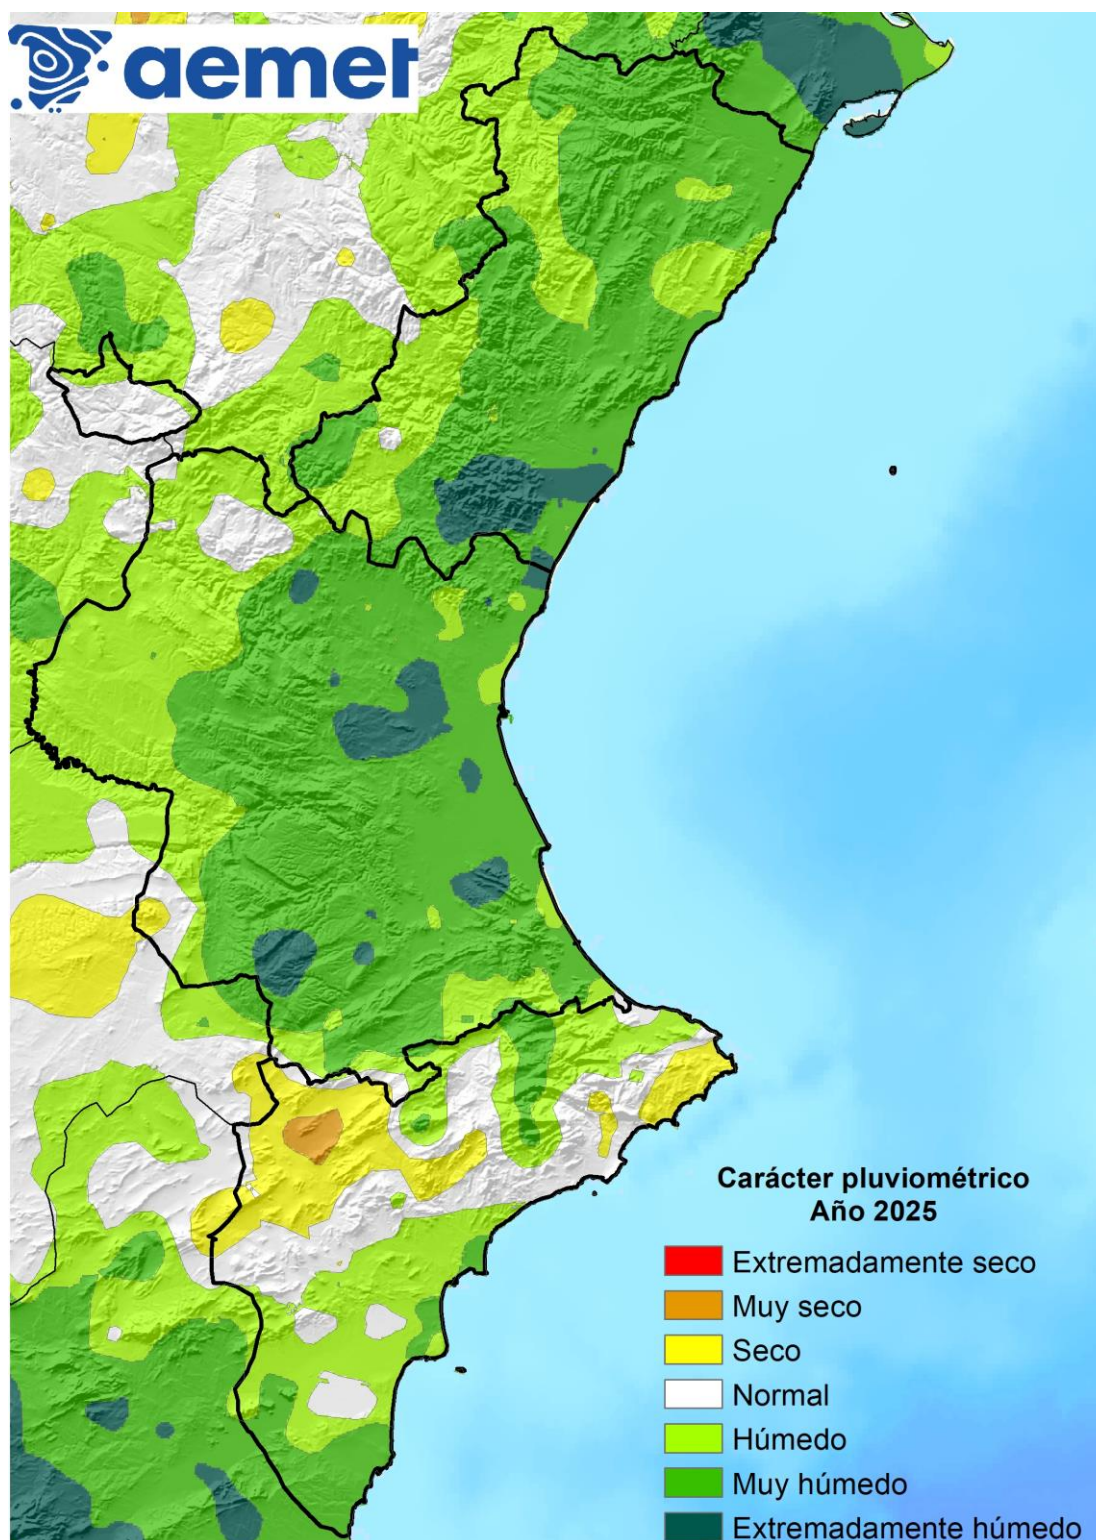 aemet
Carácter pluviométrico
Año 2025
Extremadamente seco
Muy seco
Seco
Normal
Húmedo
Muy húmedo
Extremadamente húmedo